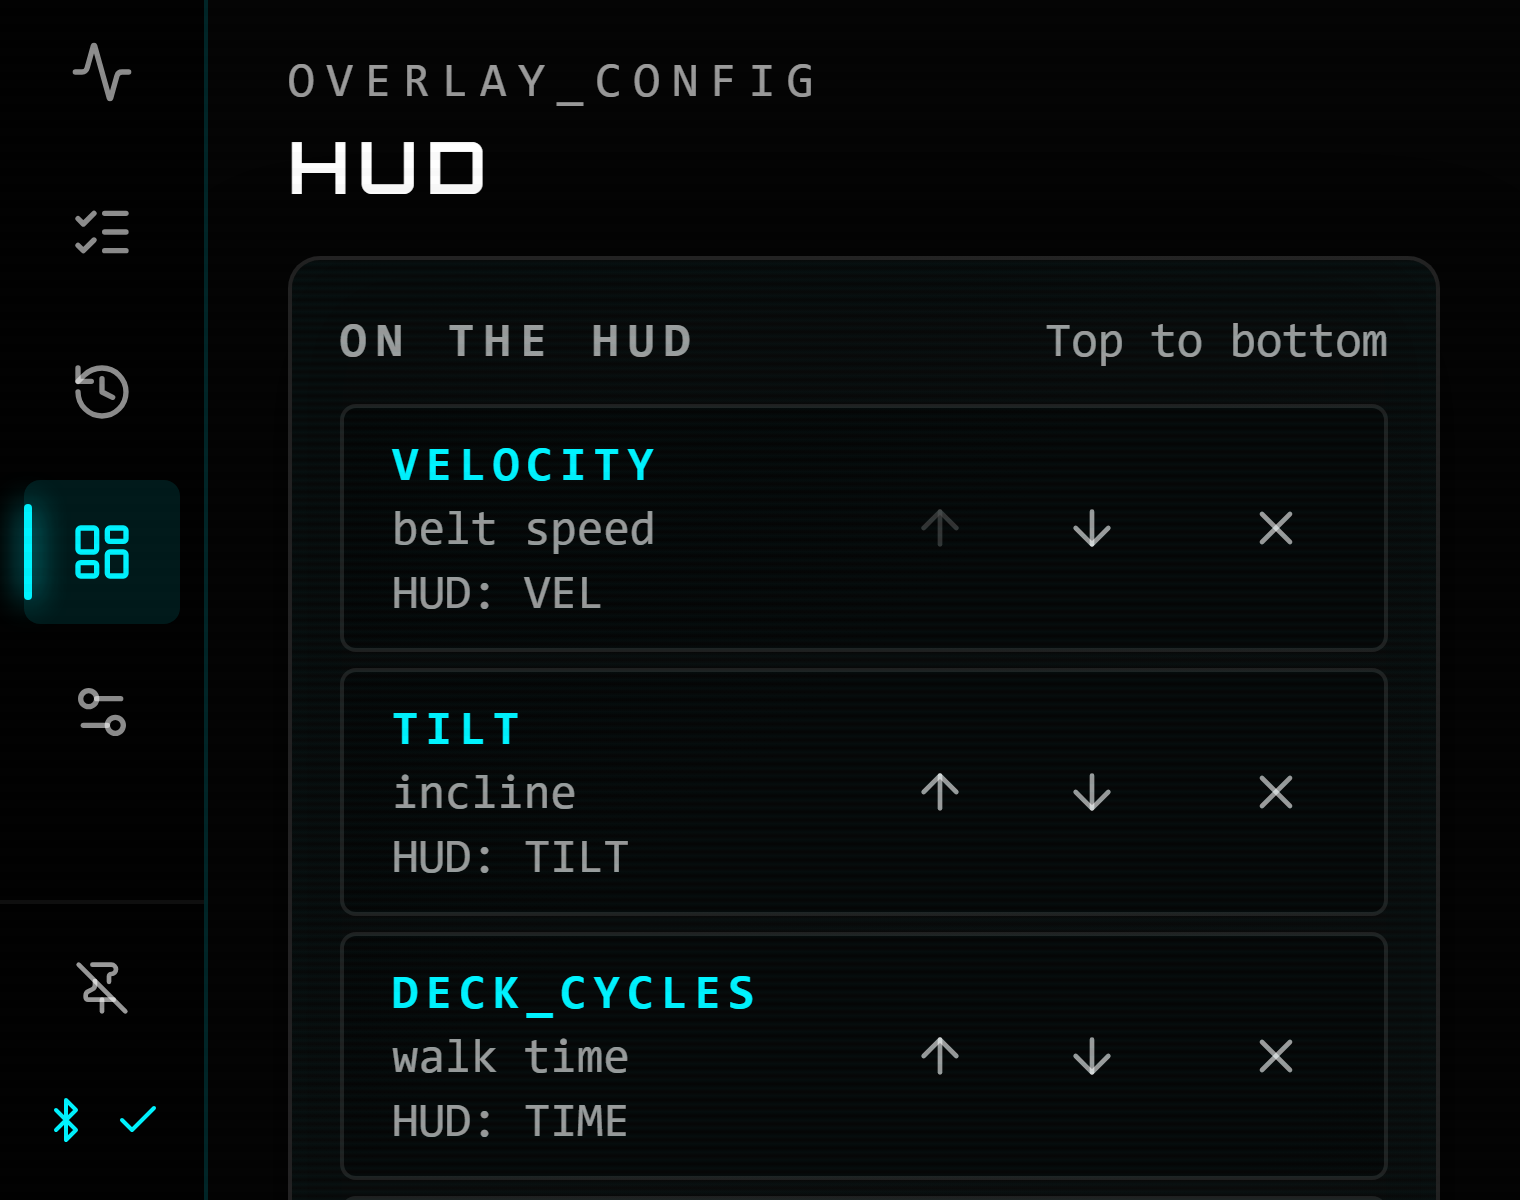 OVERLAY_CONFIG
HUD
ON THE HUD
Top to bottom
VELOCITY
belt speed
HUD: VEL
TILT
incline
HUD: TILT
DECK_CYCLES
walk time
HUD: TIME